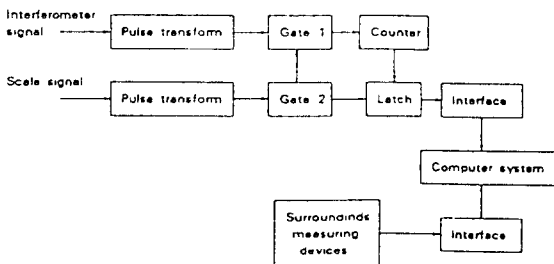 Interferometer
signal
Pulse transform
Gate 1
Counter
Scale signal
Pulse transform
Gate 2
Latch
Interface
Computer system
Surroundinds
measuring
devices
Interface